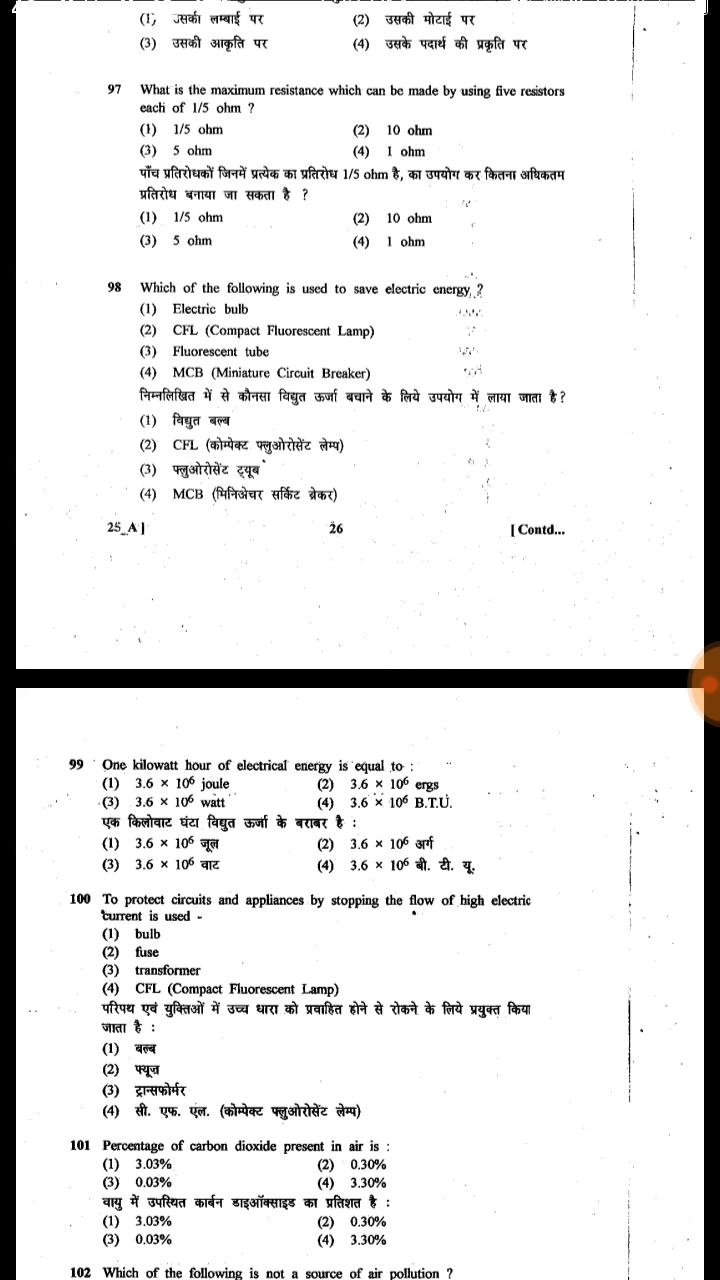 (1) उसकी लम्बाई पर (2) उसकी मोटाई पर
(3) उसकी आकृति पर (4) उसके पदार्थ की प्रकृति पर
97 What is the maximum resistance which can be made by using five resistors
each of 1/5 ohm ?
(1) 1/5 ohm (2) 10 ohm
(3) 5 ohm (4) 1 ohm
पाँच प्रतिरोधकों जिनमें प्रत्येक का प्रतिरोध 1/5 ohm है, का उपयोग कर कितना अधिकतम
प्रतिरोध बनाया जा सकता है ?
(1) 1/5 ohm (2) 10 ohm
(3) 5 ohm (4) 1 ohm
98 Which of the following is used to save electric energy ?
(1) Electric bulb
(2) CFL (Compact Fluorescent Lamp)
(3) Fluorescent tube
(4) MCB (Miniature Circuit Breaker)
निम्नलिखित में से कौनसा विद्युत ऊर्जा बचाने के लिये उपयोग में लाया जाता है?
(1) विद्युत बल्ब
(2) CFL (कोम्पेक्ट फ्लुओरोसेंट लेम्प)
(3) फ्लुओरोसेंट ट्यूब
(4) MCB (मिनिअेचर सर्किट ब्रेकर)
25_A] 26 [ Contd...
99 One kilowatt hour of electrical energy is equal to :
(1) 3.6 × 10⁶ joule (2) 3.6 × 10⁶ ergs
(3) 3.6 × 10⁶ watt (4) 3.6 × 10⁶ B.T.U.
एक किलोवाट घंटा विद्युत ऊर्जा के बराबर है :
(1) 3.6 × 10⁶ जूल (2) 3.6 × 10⁶ अर्ग
(3) 3.6 × 10⁶ वाट (4) 3.6 × 10⁶ बी. टी. यू.
100 To protect circuits and appliances by stopping the flow of high electric
current is used -
(1) bulb
(2) fuse
(3) transformer
(4) CFL (Compact Fluorescent Lamp)
परिपथ एवं युक्तिओं में उच्च धारा को प्रवाहित होने से रोकने के लिये प्रयुक्त किया
जाता है :
(1) बल्ब
(2) फ्यूज
(3) ट्रान्सफोर्मर
(4) सी. एफ. एल. (कोम्पेक्ट फ्लुओरोसेंट लेम्प)
101 Percentage of carbon dioxide present in air is :
(1) 3.03% (2) 0.30%
(3) 0.03% (4) 3.30%
वायु में उपस्थित कार्बन डाइऑक्साइड का प्रतिशत है :
(1) 3.03% (2) 0.30%
(3) 0.03% (4) 3.30%
102 Which of the following is not a source of air pollution ?